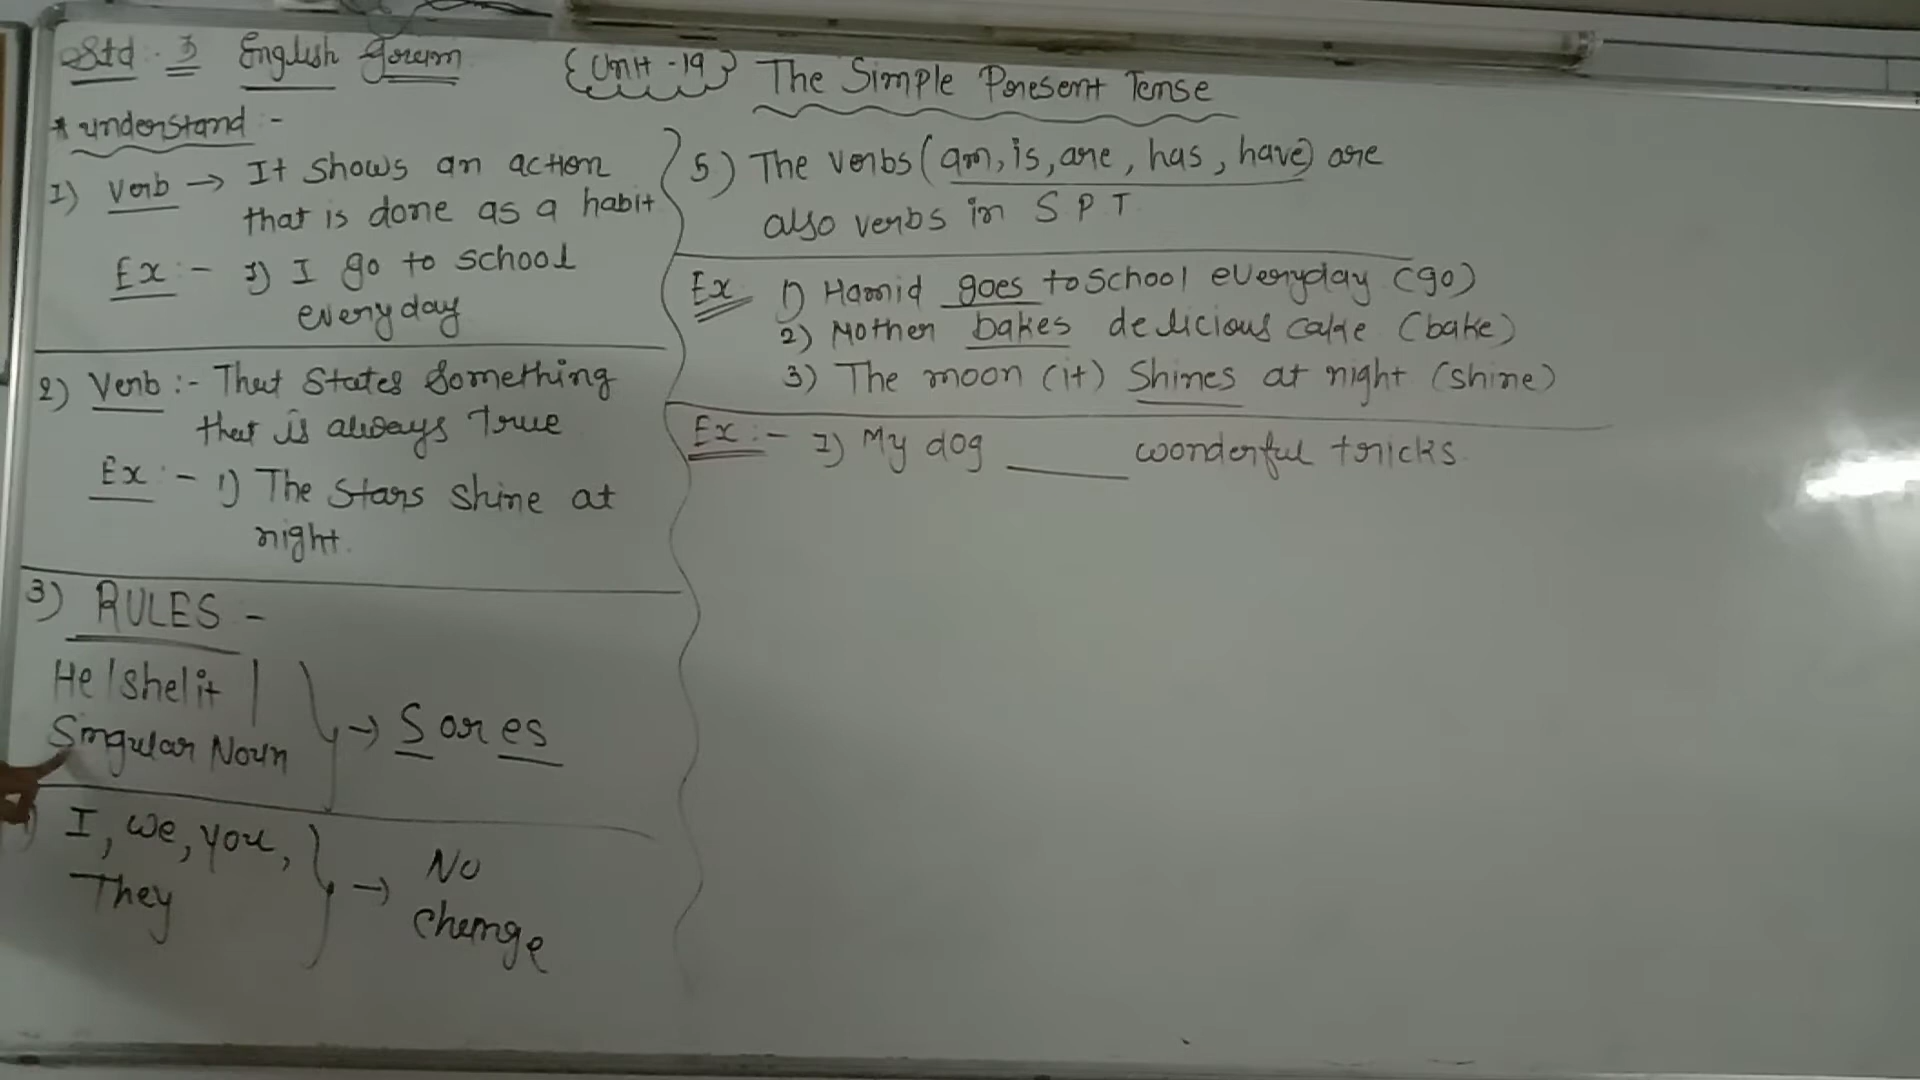 Std. 3 English Gram
{Unit-19} The Simple Present Tense
* understand :-
1) Verb → It shows an action
that is done as a habit
Ex :- 1) I go to school
everyday
2) Verb :- That States Something
that is always True
Ex :- 1) The Stars shine at
night.
3) RULES -
He/she/it/
Singular Noun
→ S or es
I, we, you,
They
→ No
change
5) The verbs (am, is, are, has, have) are
also verbs in S P T
Ex 1) Hamid goes to School everyday (go)
2) Mother bakes delicious cake (bake)
3) The moon (it) Shines at night (shine)
Ex :- 1) My dog ____ wonderful tricks.